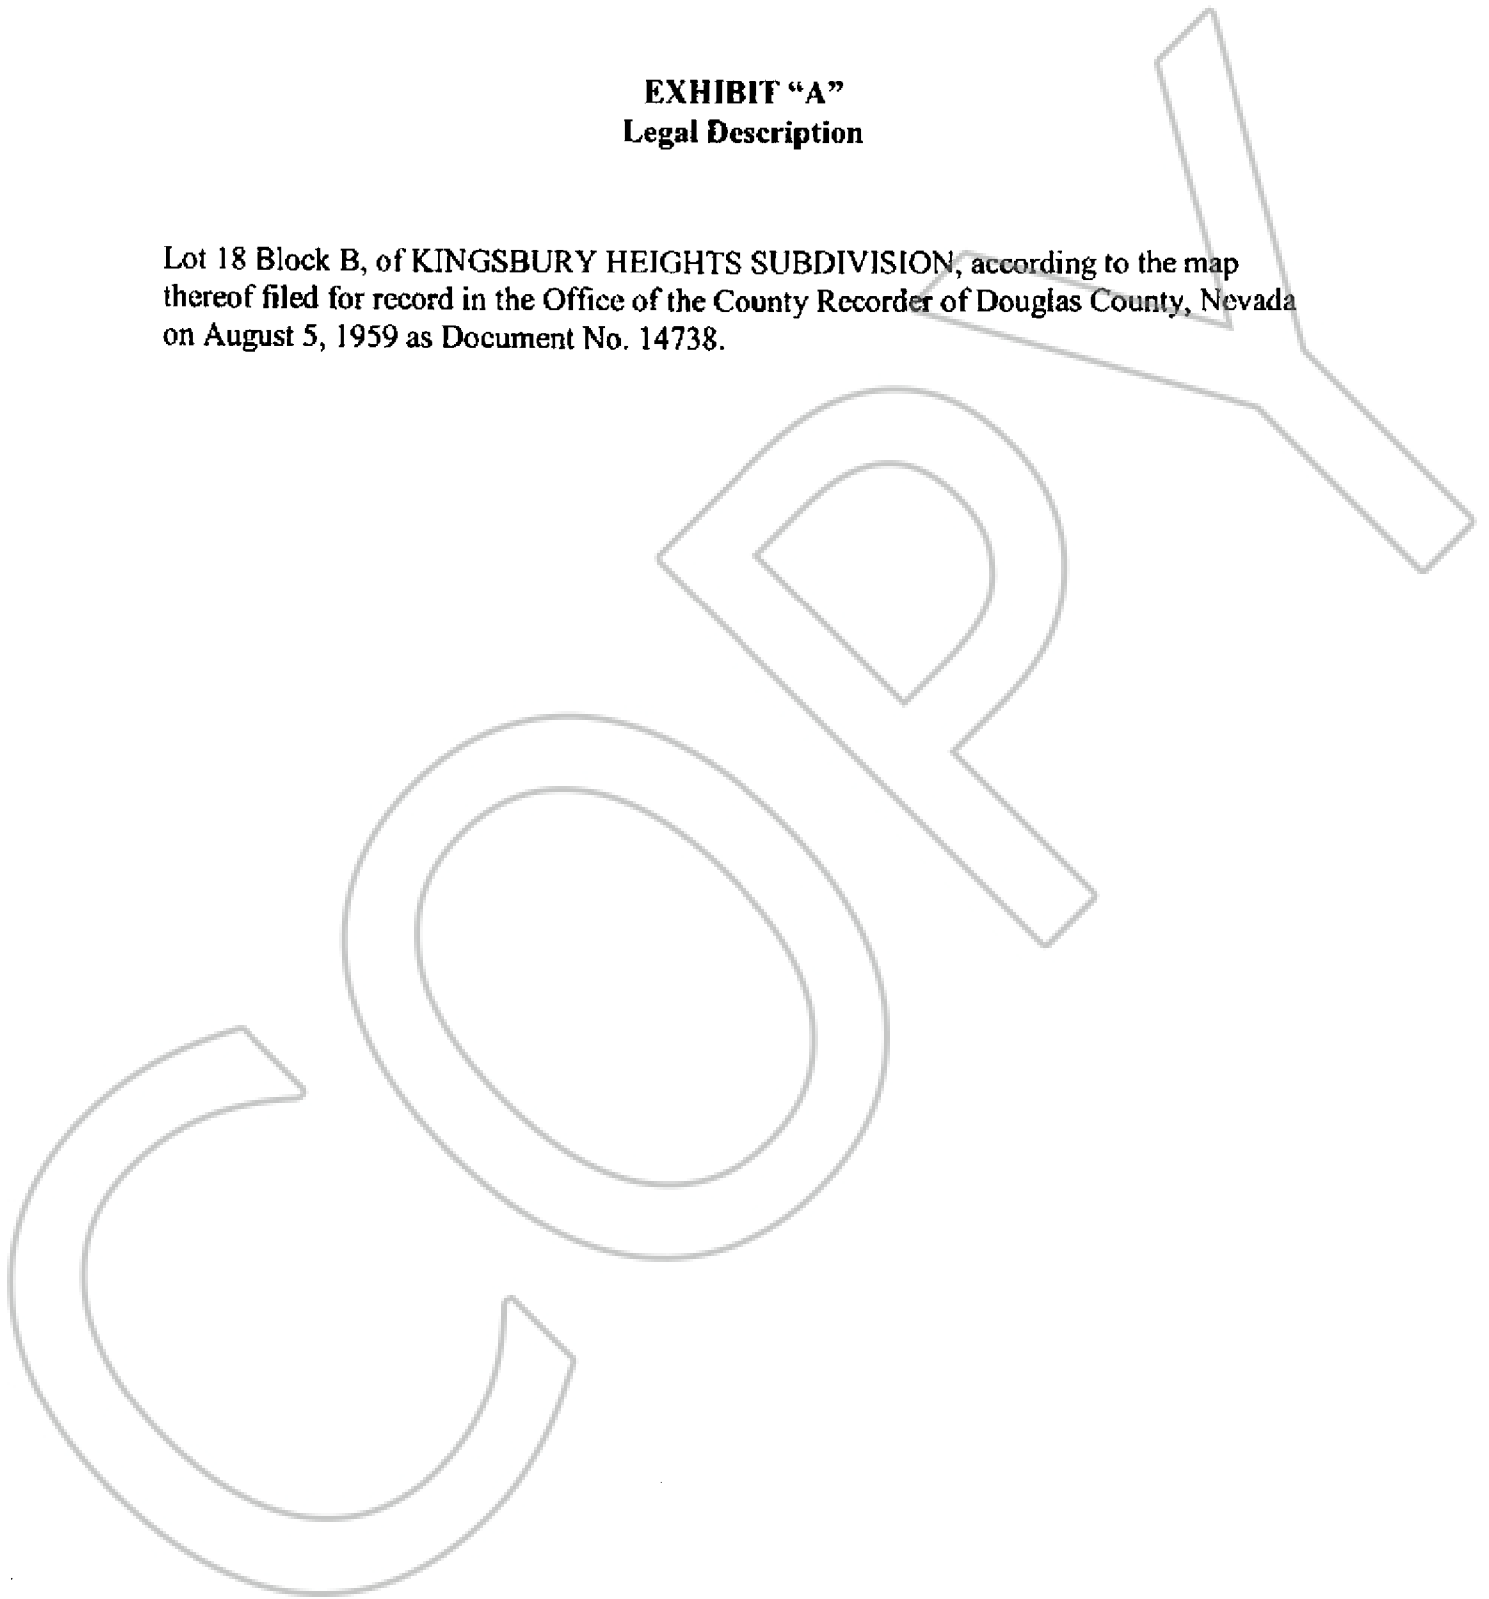 EXHIBIT “A”
Legal Description
Lot 18 Block B, of KINGSBURY HEIGHTS SUBDIVISION, according to the map
thereof filed for record in the Office of the County Recorder of Douglas County, Nevada
on August 5, 1959 as Document No. 14738.
COPY